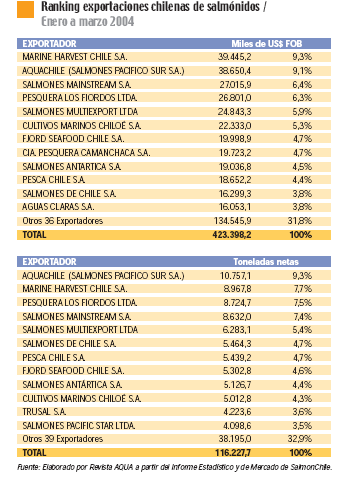 Ranking exportaciones chilenas de salmónidos /
Enero a marzo 2004
EXPORTADOR Miles de US$ FOB
MARINE HARVEST CHILE S.A. 39.445,2 9,3%
AQUACHILE (SALMONES PACIFICO SUR S.A.) 38.650,4 9,1%
SALMONES MAINSTREAM S.A. 27.015,9 6,4%
PESQUERA LOS FIORDOS LTDA. 26.801,0 6,3%
SALMONES MULTIEXPORT LTDA 24.843,3 5,9%
CULTIVOS MARINOS CHILOÉ S.A. 22.333,0 5,3%
FJORD SEAFOOD CHILE S.A. 19.998,9 4,7%
CIA. PESQUERA CAMANCHACA S.A. 19.723,2 4,7%
SALMONES ANTARTICA S.A. 19.036,8 4,5%
PESCA CHILE S.A. 18.652,2 4,4%
SALMONES DE CHILE S.A. 16.299,3 3,8%
AGUAS CLARAS S.A. 16.053,1 3,8%
Otros 36 Exportadores 134.545,9 31,8%
TOTAL 423.398,2 100%
EXPORTADOR Toneladas netas
AQUACHILE (SALMONES PACIFICO SUR S.A.) 10.757,1 9,3%
MARINE HARVEST CHILE S.A. 8.967,8 7,7%
PESQUERA LOS FIORDOS LTDA. 8.724,7 7,5%
SALMONES MAINSTREAM S.A. 8.632,0 7,4%
SALMONES MULTIEXPORT LTDA 6.283,1 5,4%
SALMONES DE CHILE S.A. 5.464,3 4,7%
PESCA CHILE S.A. 5.439,2 4,7%
FJORD SEAFOOD CHILE S.A. 5.302,8 4,6%
SALMONES ANTÁRTICA S.A. 5.126,7 4,4%
CULTIVOS MARINOS CHILOÉ S.A. 5.012,8 4,3%
TRUSAL S.A. 4.223,6 3,6%
SALMONES PACIFIC STAR LTDA. 4.098,6 3,5%
Otros 39 Exportadores 38.195,0 32,9%
TOTAL 116.227,7 100%
Fuente: Elaborado por Revista AQUA a partir del Informe Estadístico y de Mercado de SalmonChile.